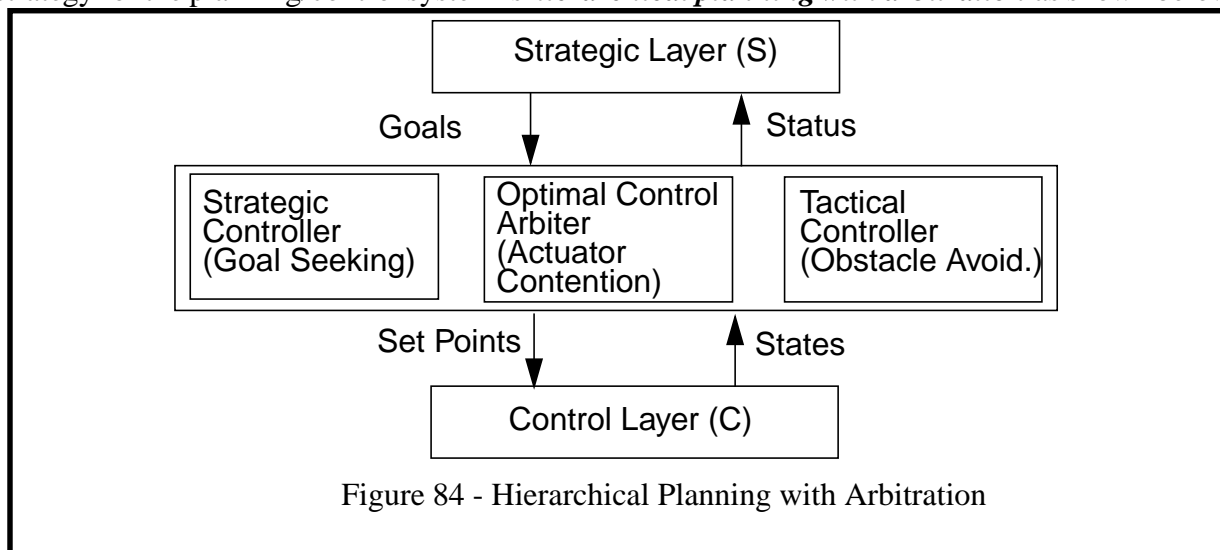 Strategic Layer (S)
Goals
Status
Strategic
Controller
(Goal Seeking)
Optimal Control
Arbiter
(Actuator
Contention)
Tactical
Controller
(Obstacle Avoid.)
Set Points
States
Control Layer (C)
Figure 84 - Hierarchical Planning with Arbitration